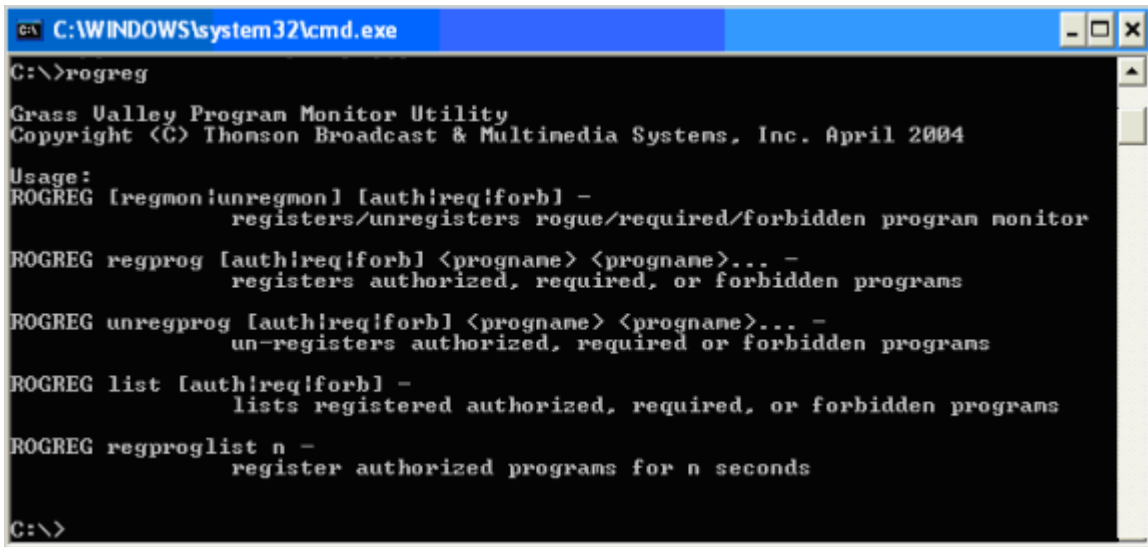 C:\WINDOWS\system32\cmd.exe
C:\>rogreg
Grass Valley Program Monitor Utility
Copyright (C) Thomson Broadcast & Multimedia Systems, Inc. April 2004
Usage:
ROGREG [regmon|unregmon] [auth|req|forb] -
registers/unregisters rogue/required/forbidden program monitor
ROGREG regprog [auth|req|forb] <progname> <progname>... -
registers authorized, required, or forbidden programs
ROGREG unregprog [auth|req|forb] <progname> <progname>... -
un-registers authorized, required or forbidden programs
ROGREG list [auth|req|forb] -
lists registered authorized, required, or forbidden programs
ROGREG regproglist n -
register authorized programs for n seconds
C:\>